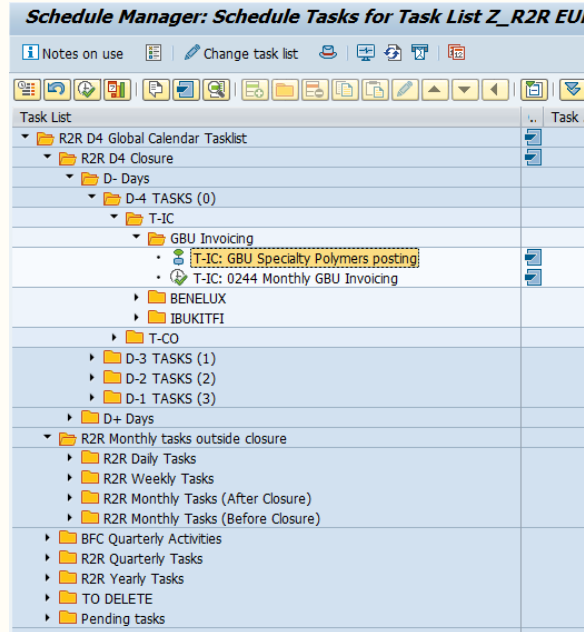 Schedule Manager: Schedule Tasks for Task List Z_R2R
Notes on use Change task list
Task List .. Task
R2R D4 Global Calendar Tasklist
R2R D4 Closure
D- Days
D-4 TASKS (0)
T-IC
GBU Invoicing
T-IC: GBU Specialty Polymers posting
T-IC: 0244 Monthly GBU Invoicing
BENELUX
IBUKITFI
T-CO
D-3 TASKS (1)
D-2 TASKS (2)
D-1 TASKS (3)
D+ Days
R2R Monthly tasks outside closure
R2R Daily Tasks
R2R Weekly Tasks
R2R Monthly Tasks (After Closure)
R2R Monthly Tasks (Before Closure)
BFC Quarterly Activities
R2R Quarterly Tasks
R2R Yearly Tasks
TO DELETE
Pending tasks